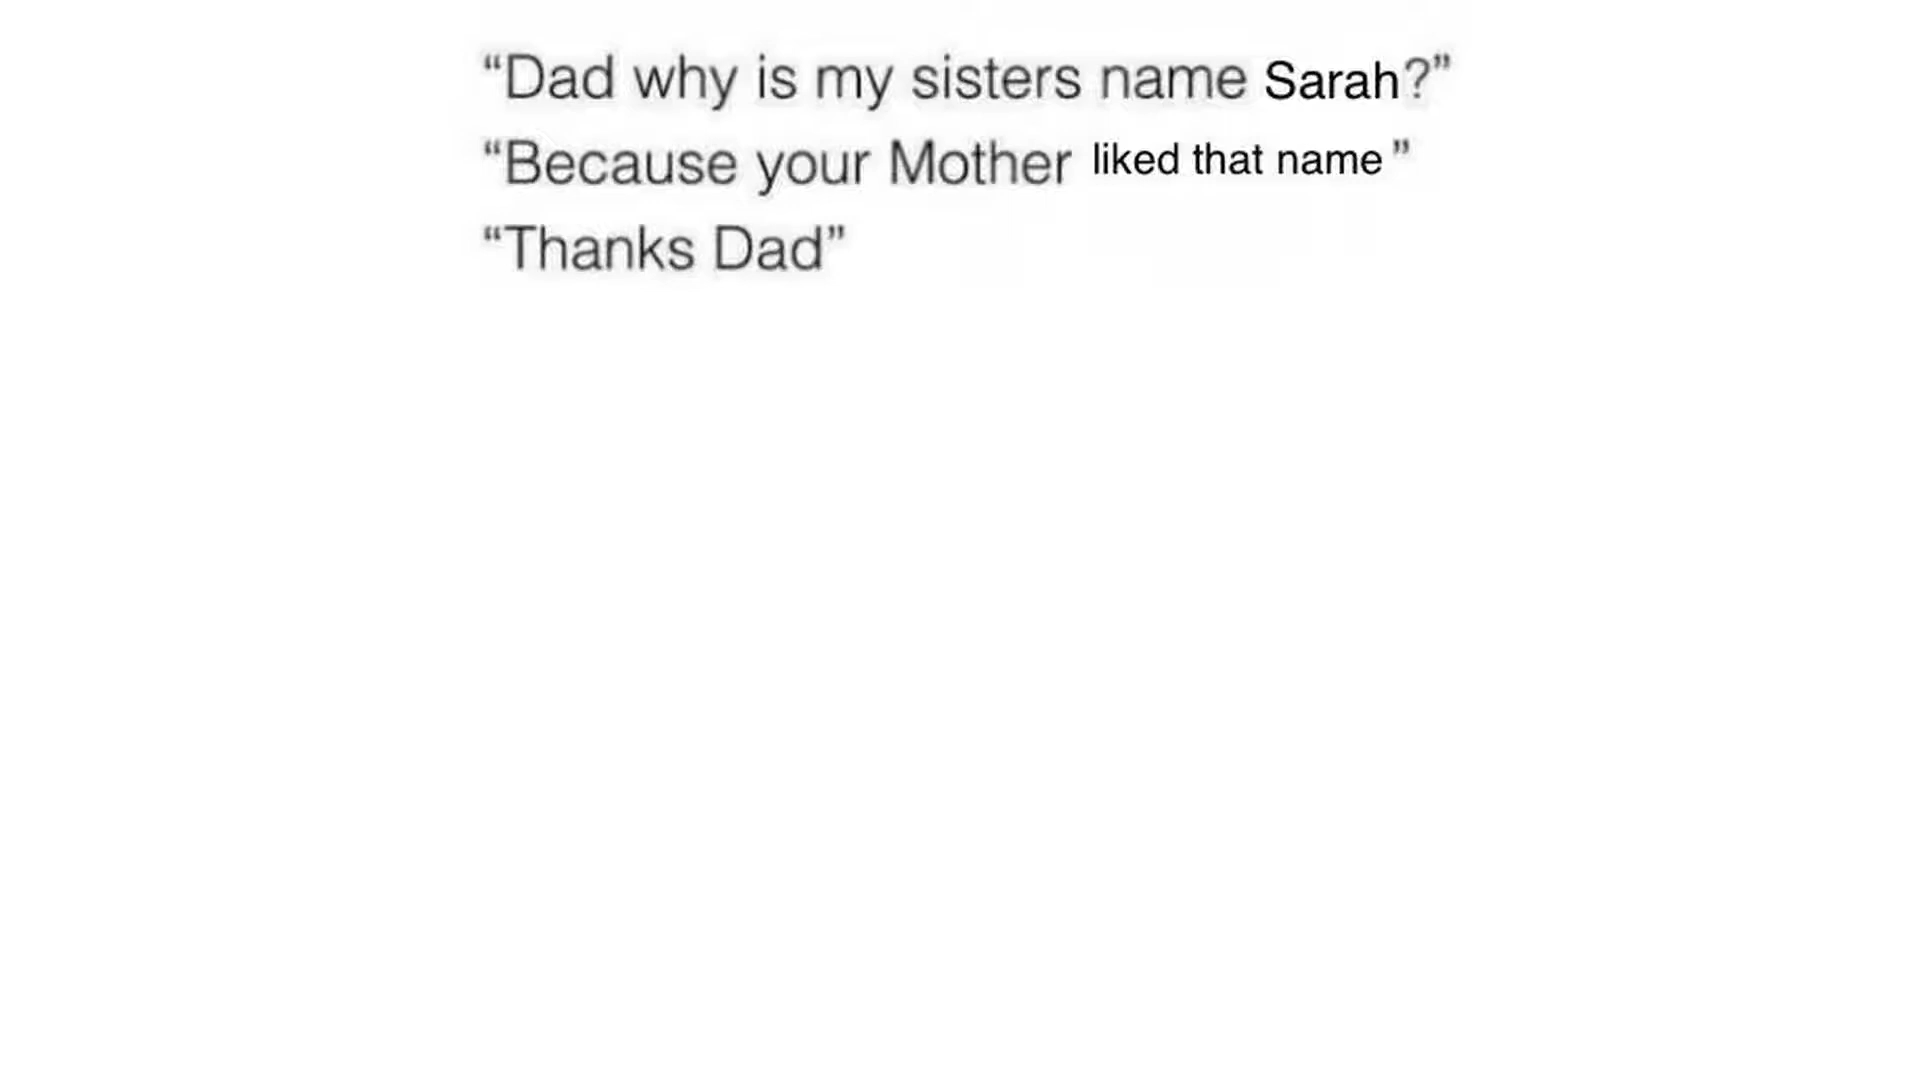 “Dad why is my sisters name Sarah?”
“Because your Mother liked that name ”
“Thanks Dad”